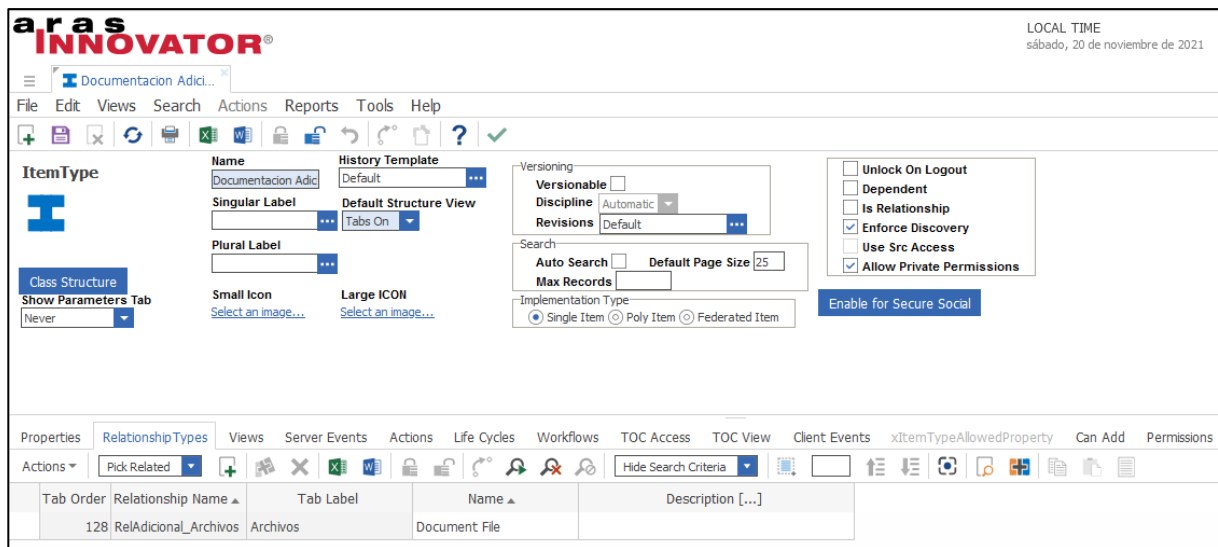 aras
INNOVATOR®
LOCAL TIME
sábado, 20 de noviembre de 2021
Documentacion Adici...
File Edit Views Search Actions Reports Tools Help
ItemType
Name
Documentacion Adic
History Template
Default
Singular Label
Default Structure View
Tabs On
Plural Label
Class Structure
Show Parameters Tab
Never
Small Icon
Select an image...
Large ICON
Select an image...
Versioning
Versionable
Discipline Automatic
Revisions Default
Search
Auto Search Default Page Size 25
Max Records
Implementation Type
Single Item Poly Item Federated Item
Unlock On Logout
Dependent
Is Relationship
Enforce Discovery
Use Src Access
Allow Private Permissions
Enable for Secure Social
Properties RelationshipTypes Views Server Events Actions Life Cycles Workflows TOC Access TOC View Client Events xItemTypeAllowedProperty Can Add Permissions
Actions Pick Related Hide Search Criteria
Tab Order Relationship Name Tab Label Name Description [...]
128 RelAdicional_Archivos Archivos Document File